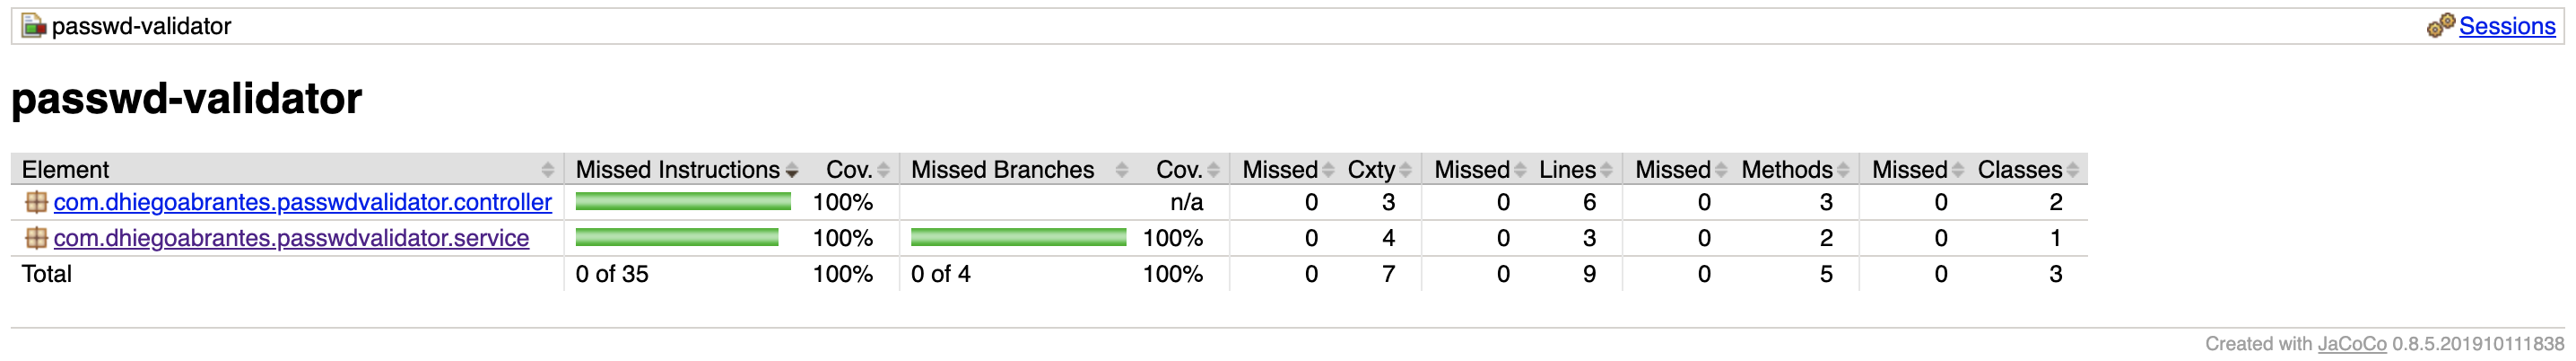 passwd-validator Sessions
passwd-validator
Element Missed Instructions Cov. Missed Branches Cov. Missed Cxty Missed Lines Missed Methods Missed Classes
com.dhiegoabrantes.passwdvalidator.controller 100% n/a 0 3 0 6 0 3 0 2
com.dhiegoabrantes.passwdvalidator.service 100% 100% 0 4 0 3 0 2 0 1
Total 0 of 35 100% 0 of 4 100% 0 7 0 9 0 5 0 3
Created with JaCoCo 0.8.5.201910111838